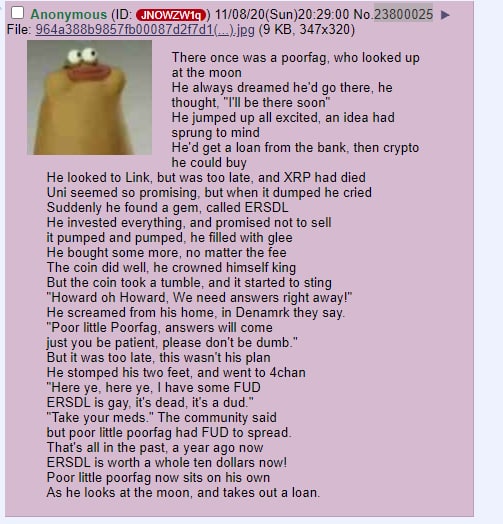 Anonymous (ID: JNOWZW1q) 11/08/20(Sun)20:29:00 No.23800025 ▶
File: 964a388b9857fb00087d2f7d1(...).jpg (9 KB, 347x320)
There once was a poorfag, who looked up
at the moon
He always dreamed he'd go there, he
thought, "I'll be there soon"
He jumped up all excited, an idea had
sprung to mind
He'd get a loan from the bank, then crypto
he could buy
He looked to Link, but was too late, and XRP had died
Uni seemed so promising, but when it dumped he cried
Suddenly he found a gem, called ERSDL
He invested everything, and promised not to sell
it pumped and pumped, he filled with glee
He bought some more, no matter the fee
The coin did well, he crowned himself king
But the coin took a tumble, and it started to sting
"Howard oh Howard, We need answers right away!"
He screamed from his home, in Denamrk they say.
"Poor little Poorfag, answers will come
just you be patient, please don't be dumb."
But it was too late, this wasn't his plan
He stomped his two feet, and went to 4chan
"Here ye, here ye, I have some FUD
ERSDL is gay, it's dead, it's a dud."
"Take your meds." The community said
but poor little poorfag had FUD to spread.
That's all in the past, a year ago now
ERSDL is worth a whole ten dollars now!
Poor little poorfag now sits on his own
As he looks at the moon, and takes out a loan.